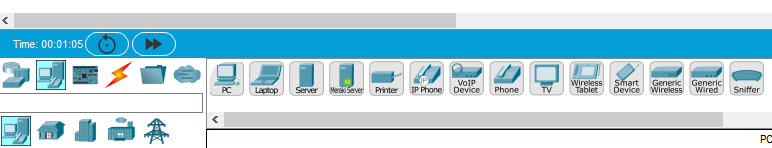 Time: 00:01:05
PC
Laptop
Server
Meraki Server
Printer
IP
IP Phone
VoIP
Device
Phone
TV
Wireless
Tablet
Smart
Device
Generic
Wireless
Generic
Wired
Sniffer
PC